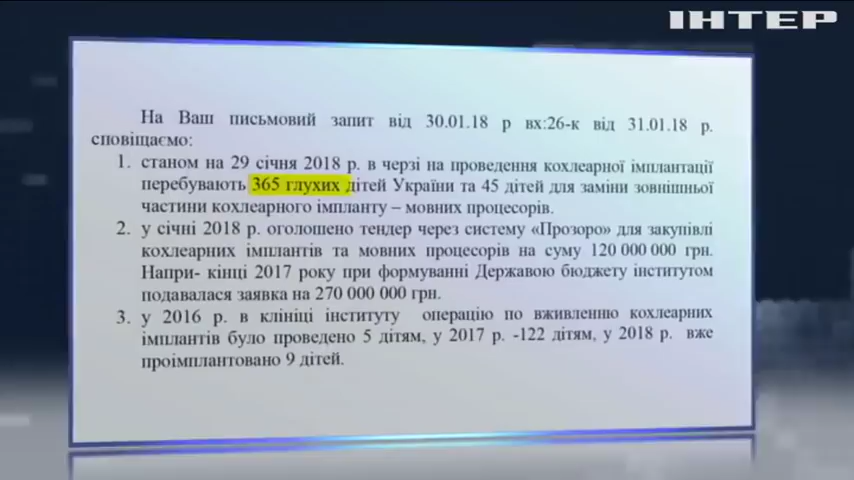 ІНТЕР
На Ваш письмовий запит від 30.01.18 р вх:26-к від 31.01.18 р.
сповіщаємо:
1. станом на 29 січня 2018 р. в черзі на проведення кохлеарної імплантації
перебувають 365 глухих дітей України та 45 дітей для заміни зовнішньої
частини кохлеарного імпланту – мовних процесорів.
2. у січні 2018 р. оголошено тендер через систему «Прозоро» для закупівлі
кохлеарних імплантів та мовних процесорів на суму 120 000 000 грн.
Напри- кінці 2017 року при формуванні Державою бюджету інститутом
подавалася заявка на 270 000 000 грн.
3. у 2016 р. в клініці інституту операцію по вживленню кохлеарних
імплантів було проведено 5 дітям, у 2017 р. -122 дітям, у 2018 р. вже
проімплантовано 9 дітей.